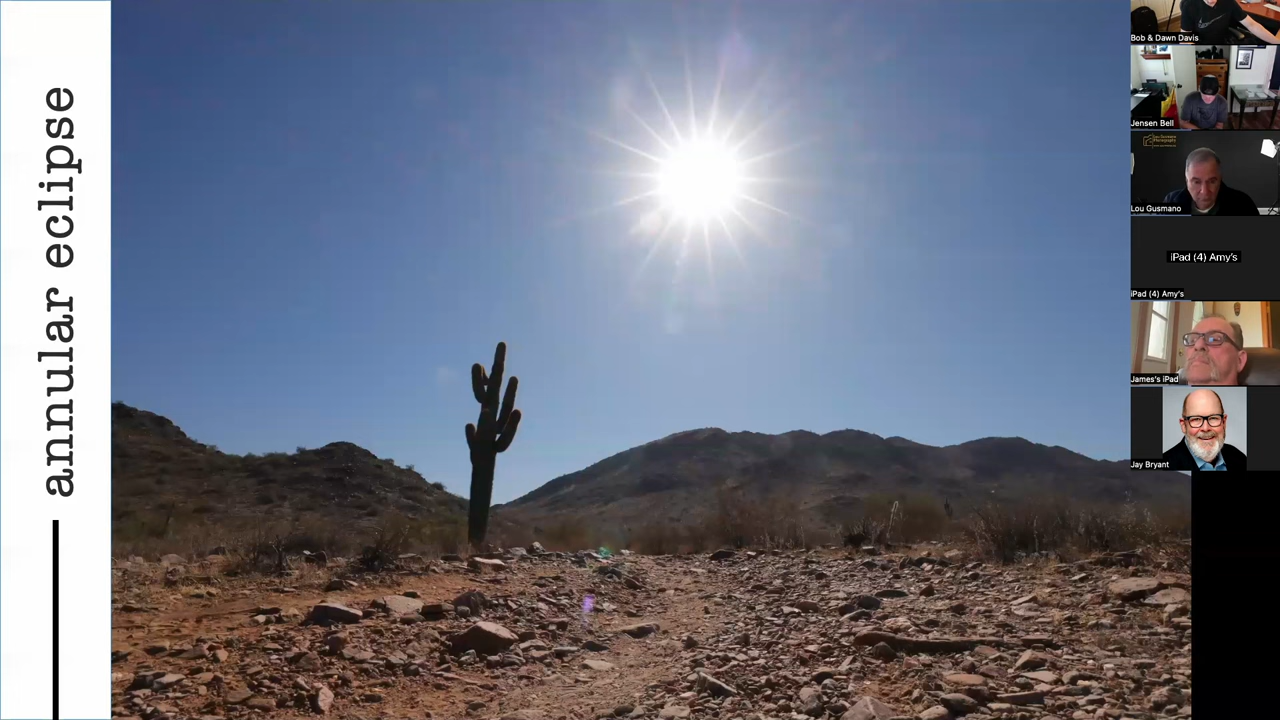 annular eclipse
Bob & Dawn Davis
Jensen Bell
Lou Gusmano
iPad (4) Amy's
iPad (4) Amy's
James's iPad
Jay Bryant